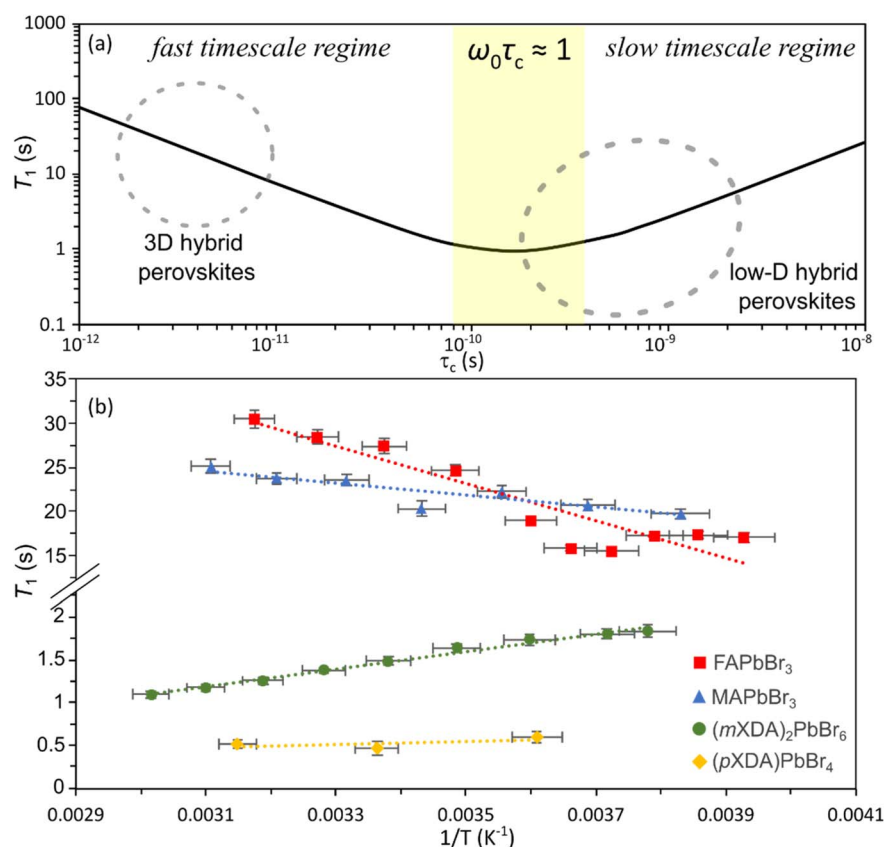 (a)
fast timescale regime
ω₀τ_c ≈ 1
slow timescale regime
1000
100
10
1
0.1
T₁ (s)
3D hybrid
perovskites
low-D hybrid
perovskites
10⁻¹²
10⁻¹¹
10⁻¹⁰
10⁻⁹
10⁻⁸
τ_c (s)
(b)
35
30
25
20
15
2
1.5
1
0.5
0
T₁ (s)
FAPbBr₃
MAPbBr₃
(mXDA)₂PbBr₆
(pXDA)PbBr₄
0.0029
0.0031
0.0033
0.0035
0.0037
0.0039
0.0041
1/T (K⁻¹)